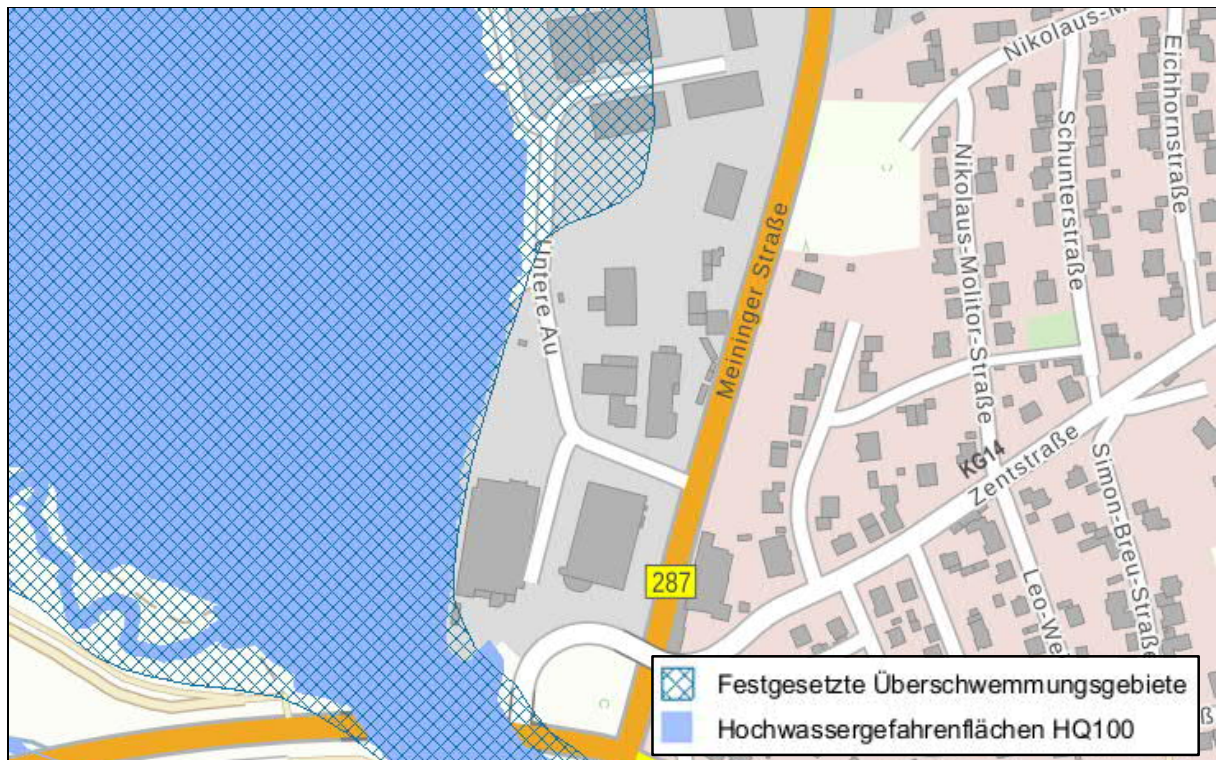 Nikolaus-M
Eichhornstraße
Schunterstraße
Nikolaus-Molitor-Straße
Untere Au
Meininger Straße
KG14
Zentstraße
Simon-Breu-Straße
287
Leo-We
Festgesetzte Überschwemmungsgebiete
Hochwassergefahrenflächen HQ100
ß